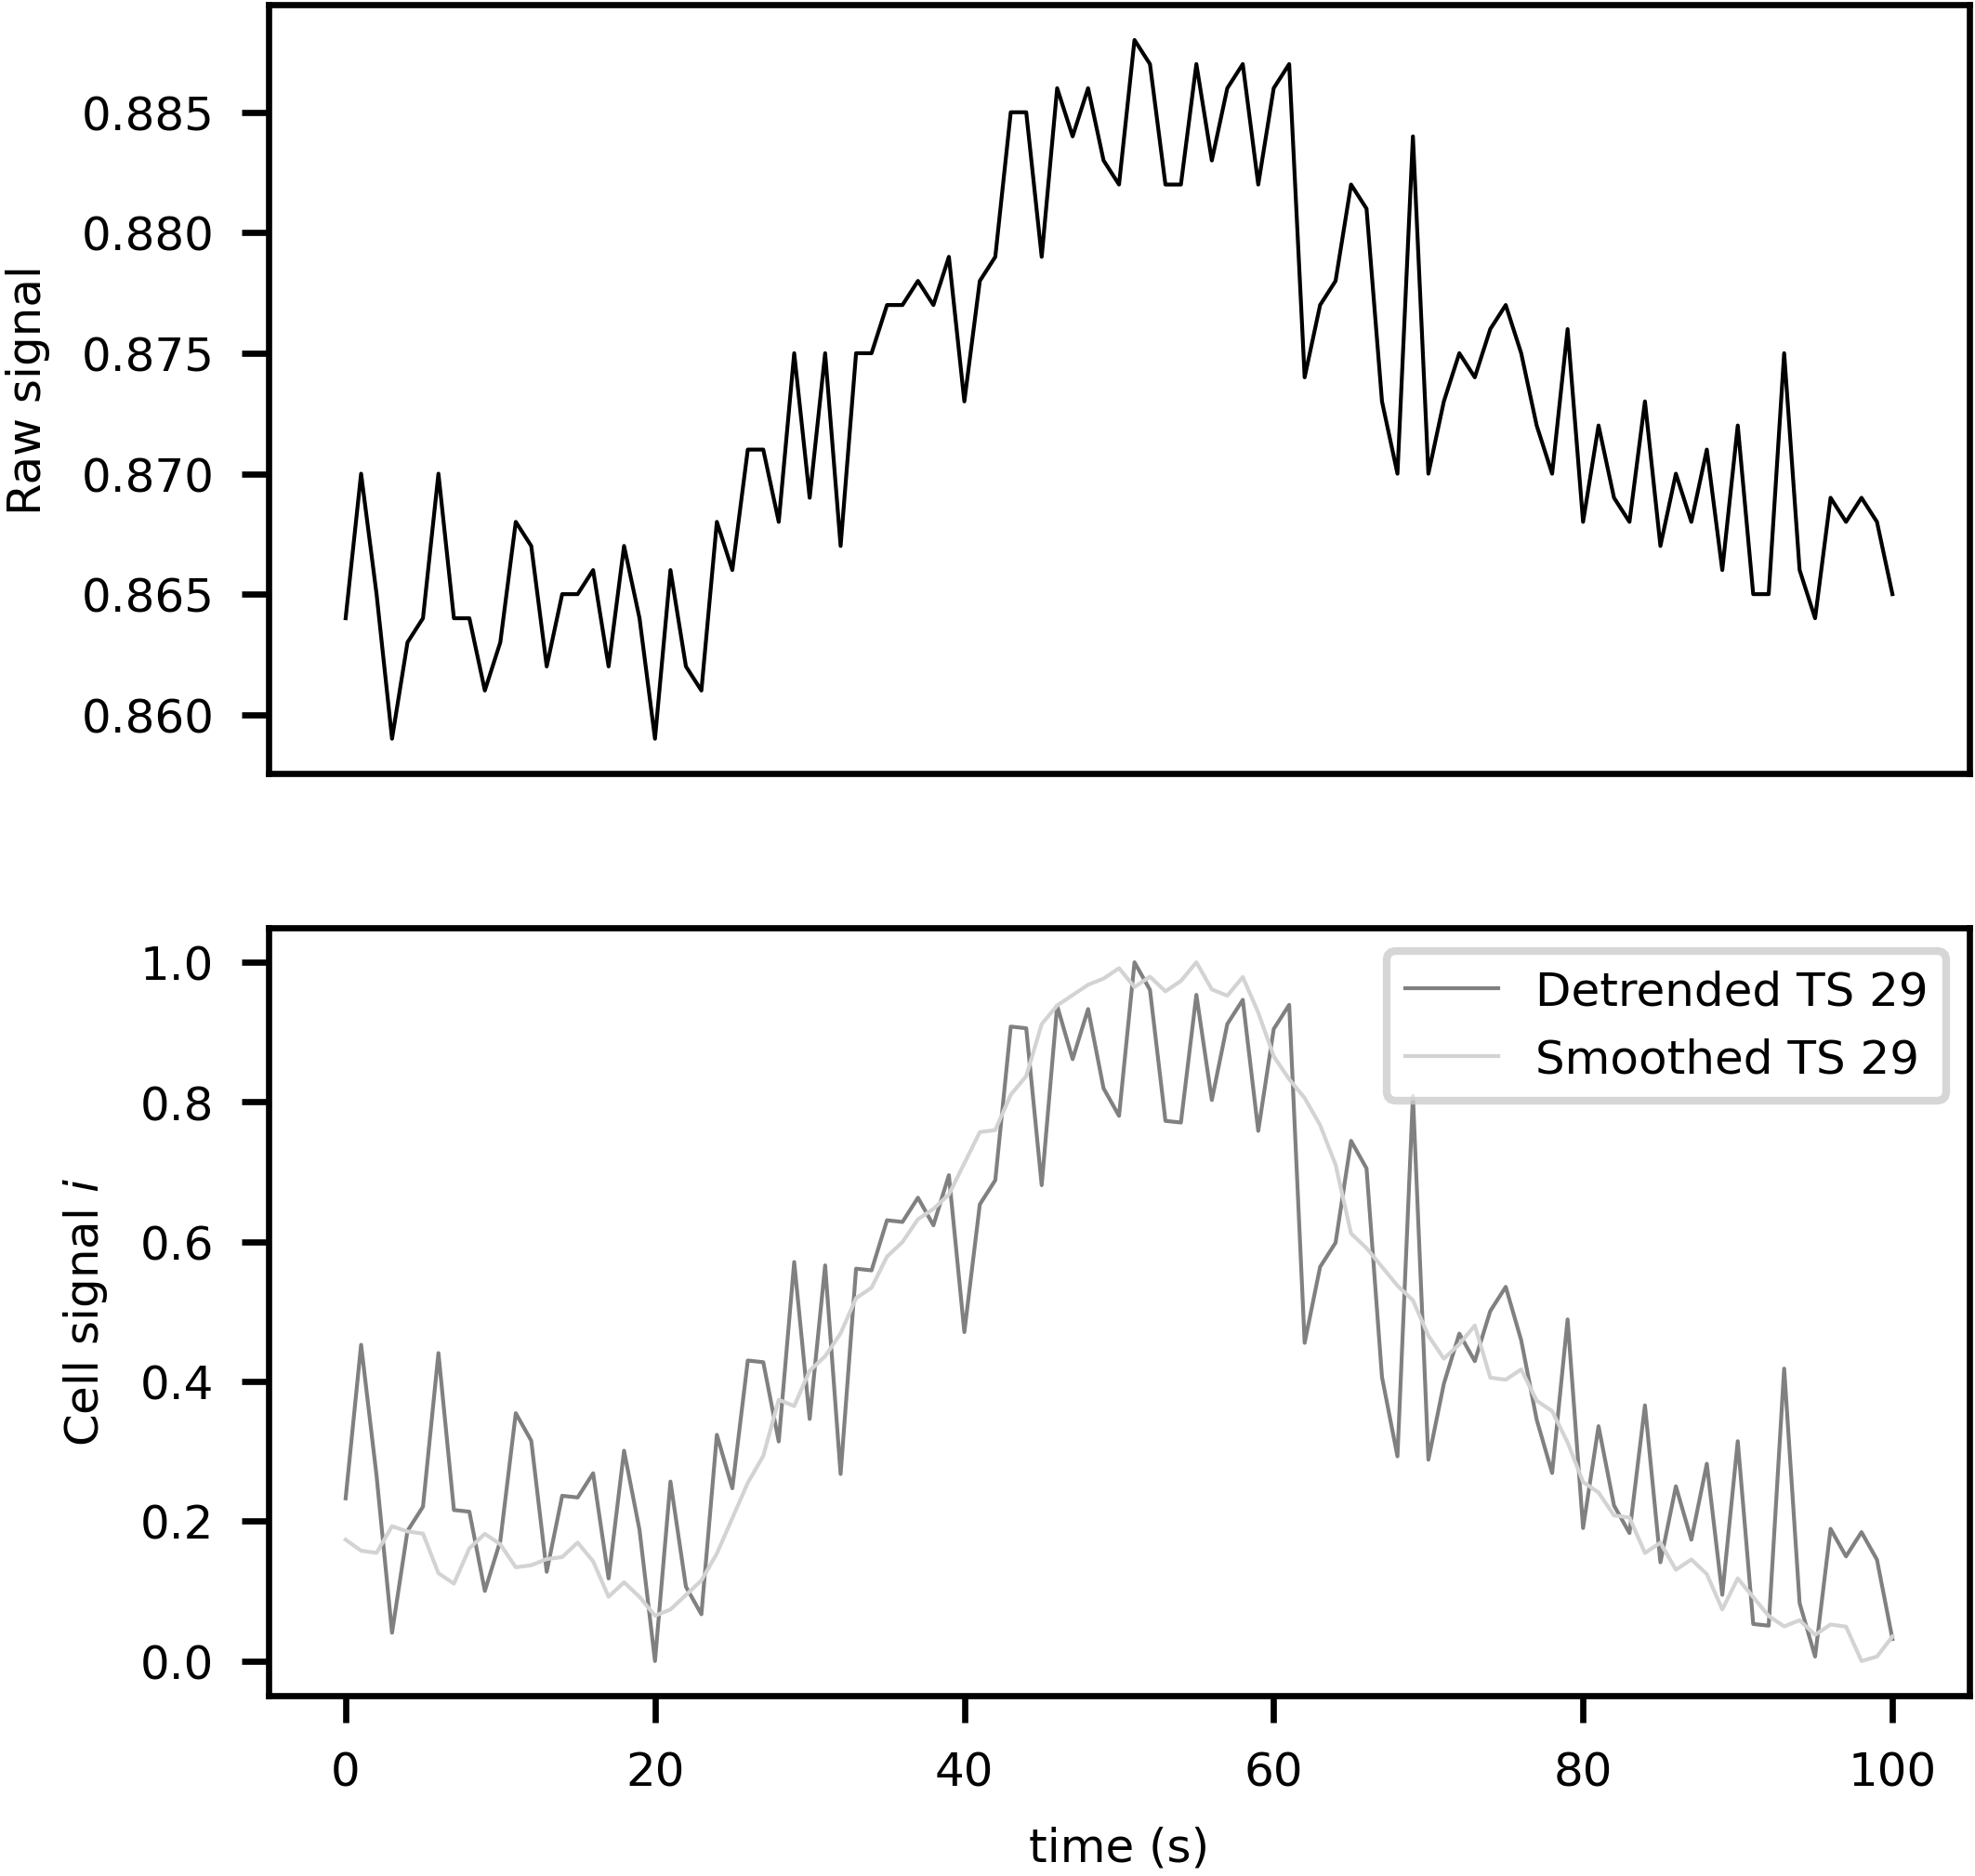 Raw signal
0.885
0.880
0.875
0.870
0.865
0.860
Cell signal i
1.0
0.8
0.6
0.4
0.2
0.0
Detrended TS 29
Smoothed TS 29
0 20 40 60 80 100
time (s)